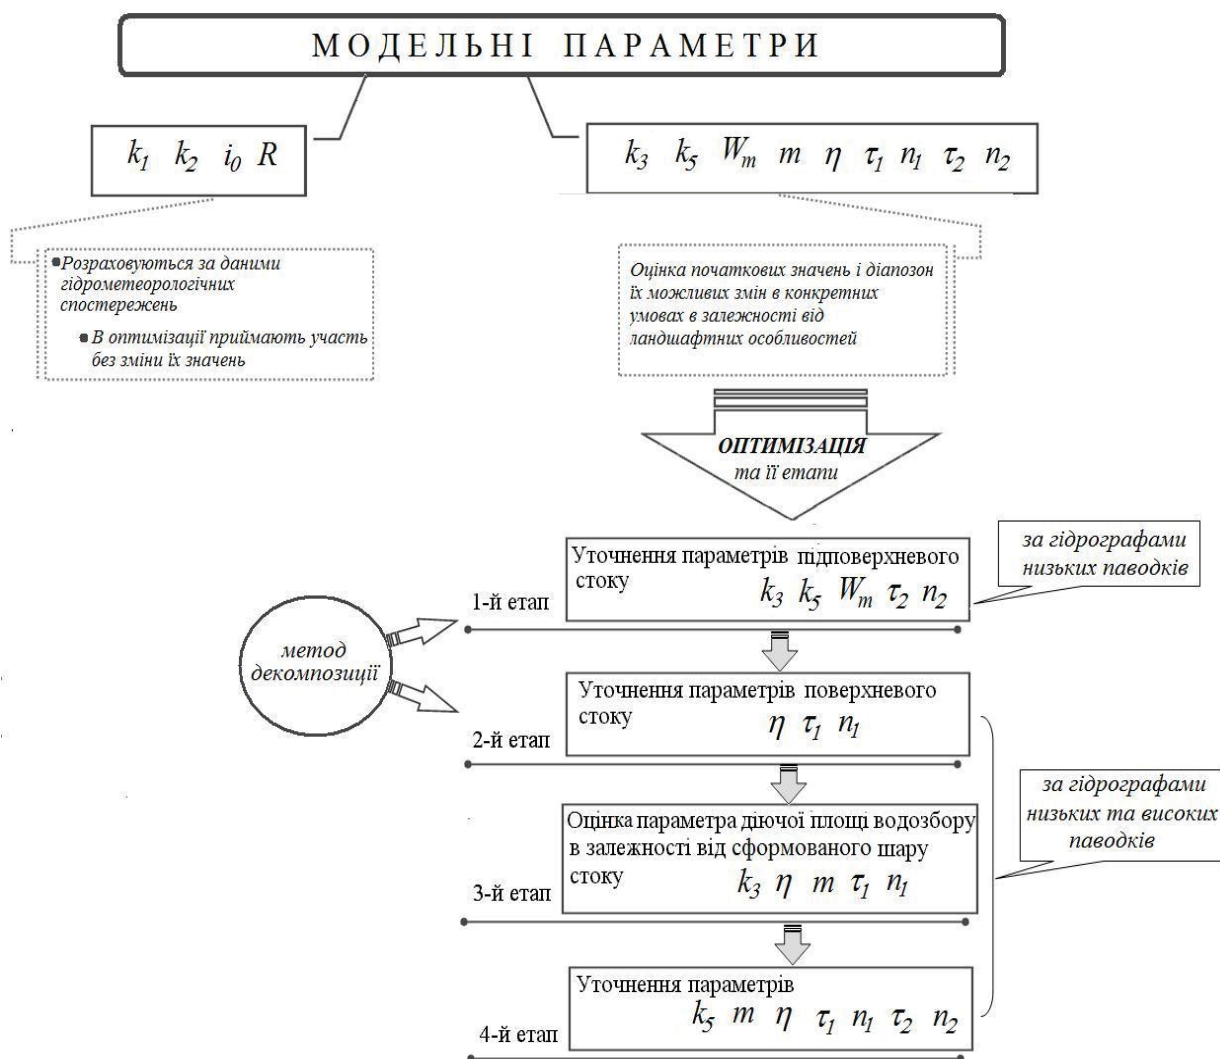 МОДЕЛЬНІ ПАРАМЕТРИ
k1 k2 i0 R
k3 k5 Wm m η τ1 n1 τ2 n2
Розраховуються за даними
гідрометеорологічних
спостережень
В оптимізації приймають участь
без зміни їх значень
Оцінка початкових значень і діапозон
їх можливих змін в конкретних
умовах в залежності від
ландшафтних особливостей
ОПТИМІЗАЦІЯ
та її етапи
Уточнення параметрів підповерхневого
стоку
k3 k5 Wm τ2 n2
1-й етап
за гідрографами
низьких паводків
метод
декомпозиції
Уточнення параметрів поверхневого
стоку
η τ1 n1
2-й етап
Оцінка параметра діючої площі водозбору
в залежності від сформованого шару
стоку
k3 η m τ1 n1
3-й етап
за гідрографами
низьких та високих
паводків
Уточнення параметрів
k5 m η τ1 n1 τ2 n2
4-й етап